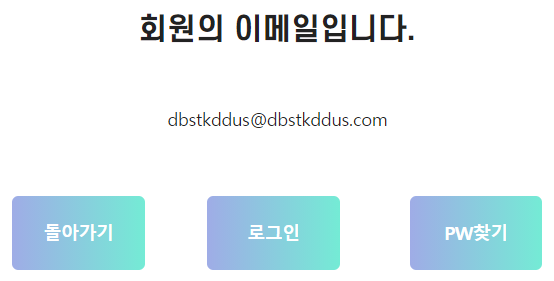 회원의 이메일입니다.
dbstkddus@dbstkddus.com
돌아가기 로그인 PW찾기